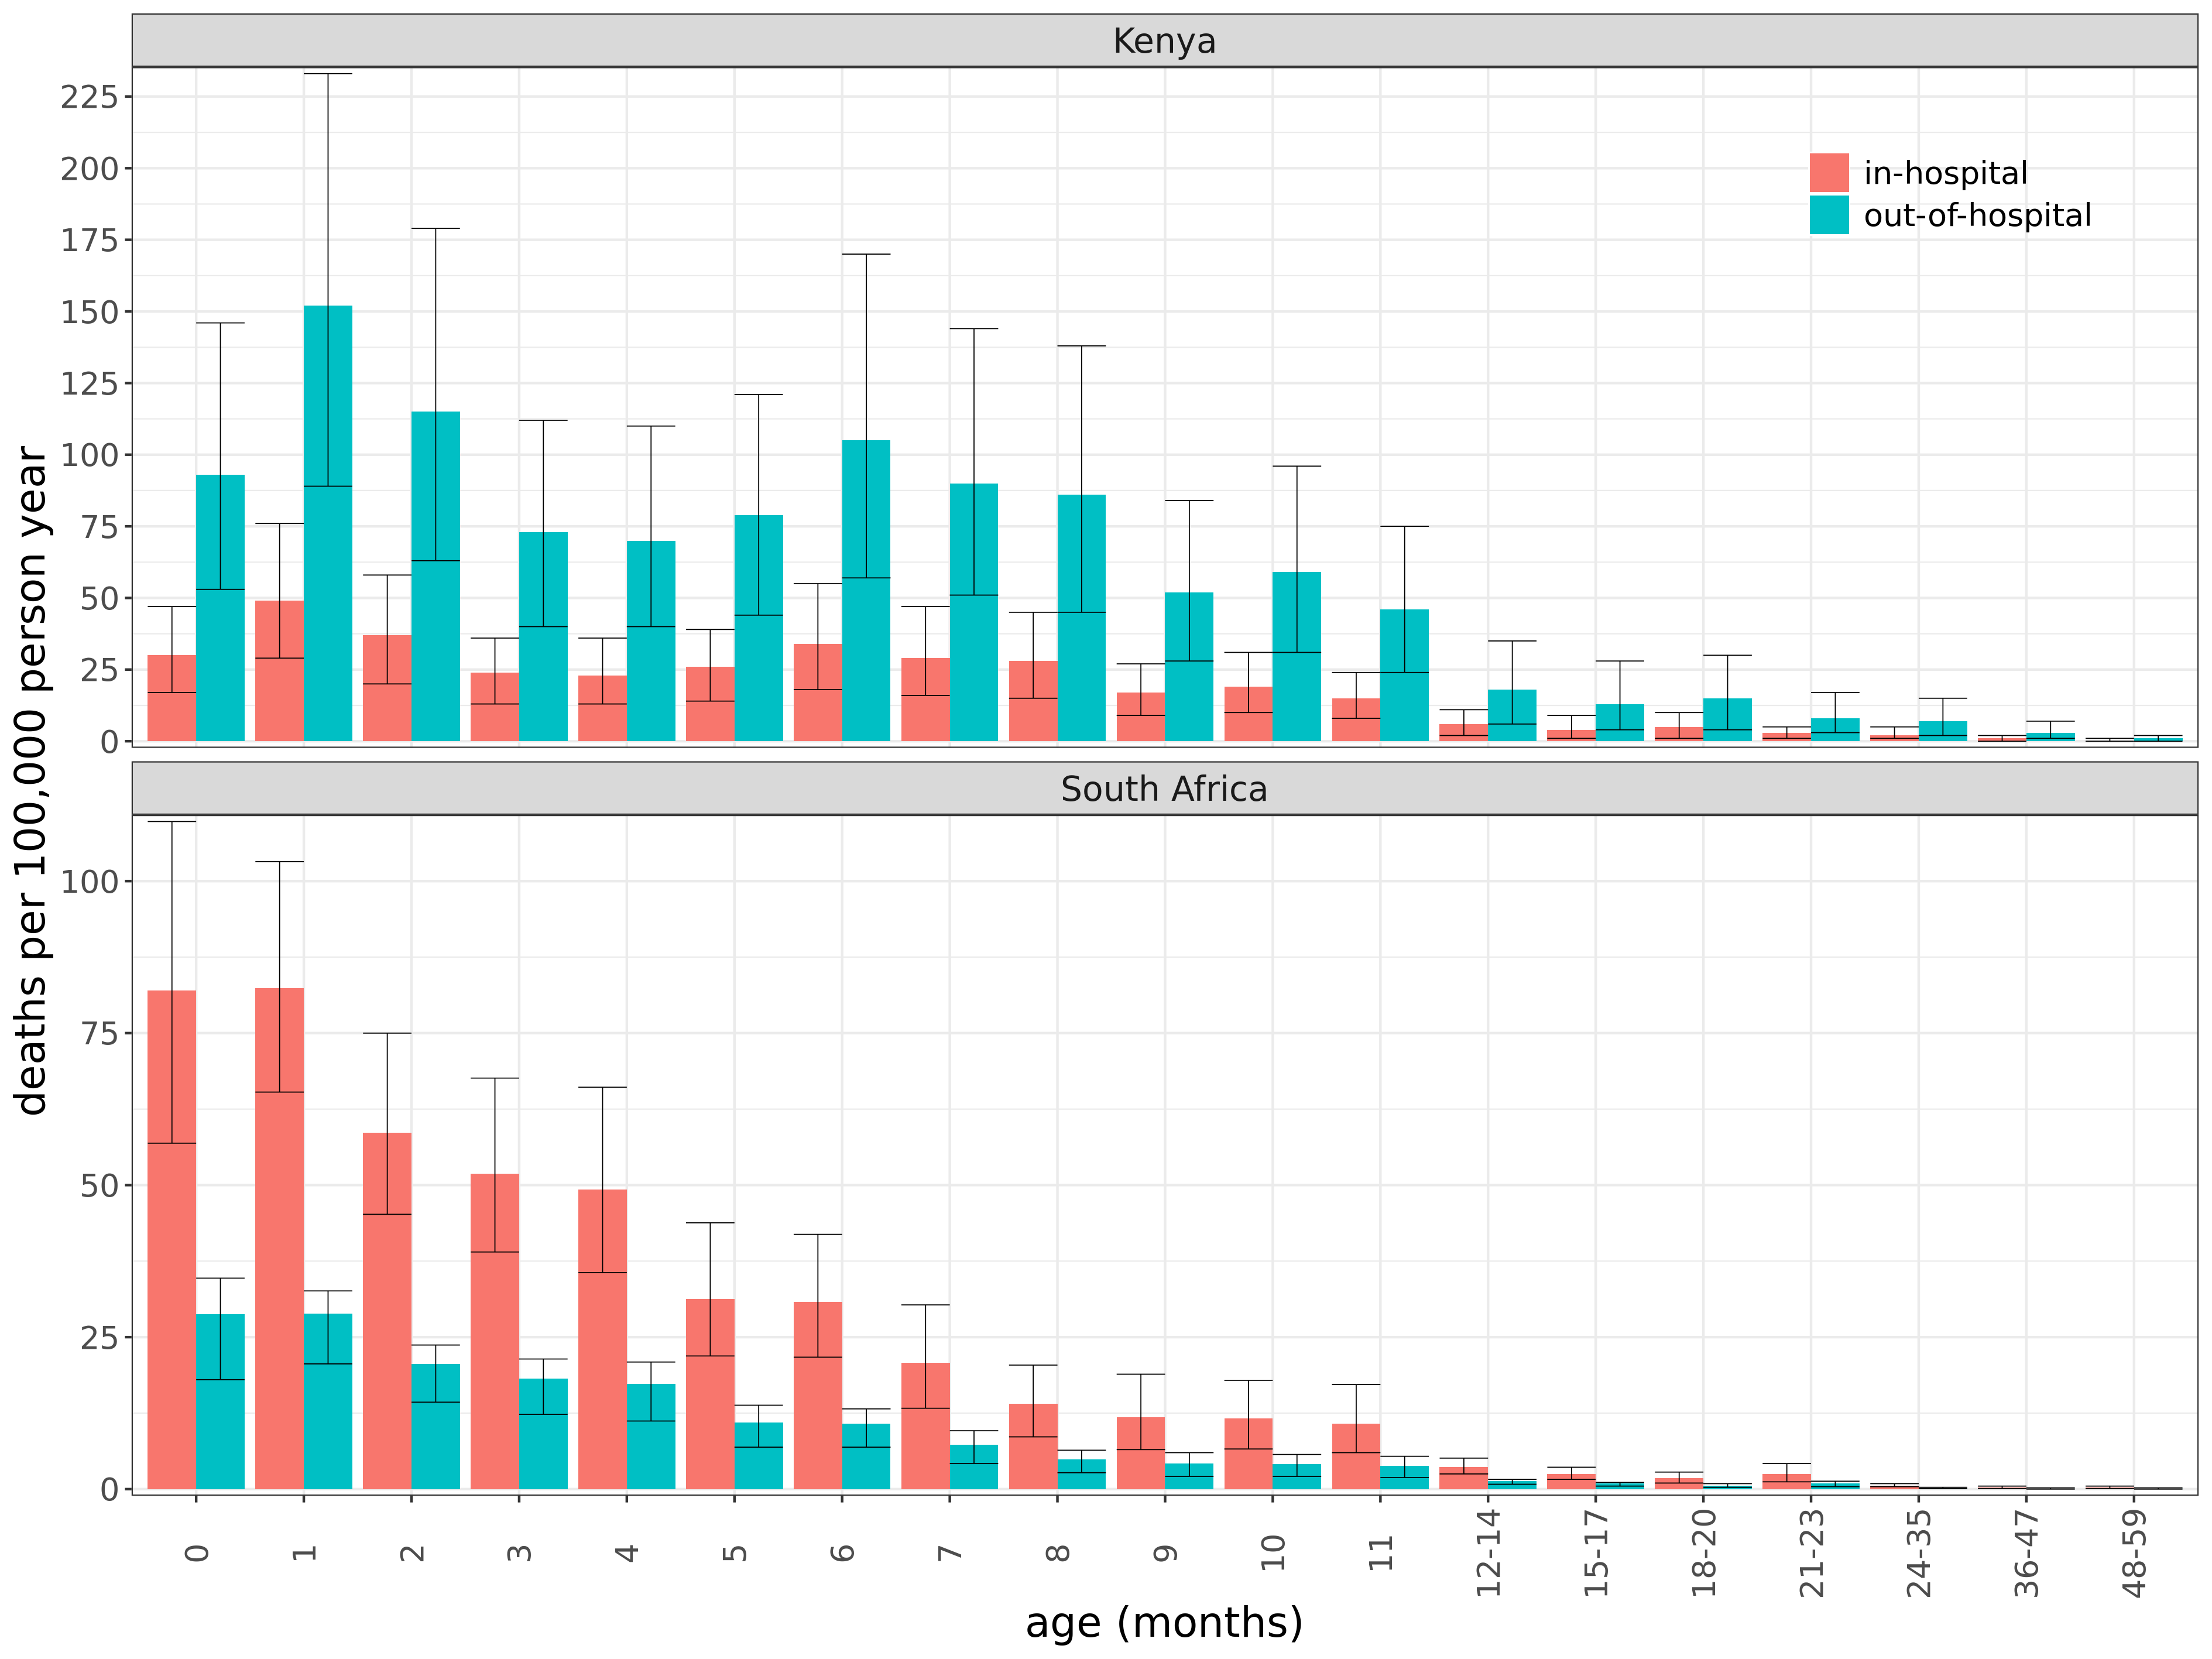 Kenya
225
200
175
150
125
100
75
50
25
0
in-hospital
out-of-hospital
deaths per 100,000 person year
South Africa
100
75
50
25
0
0 1 2 3 4 5 6 7 8 9 10 11 12-14 15-17 18-20 21-23 24-35 36-47 48-59
age (months)